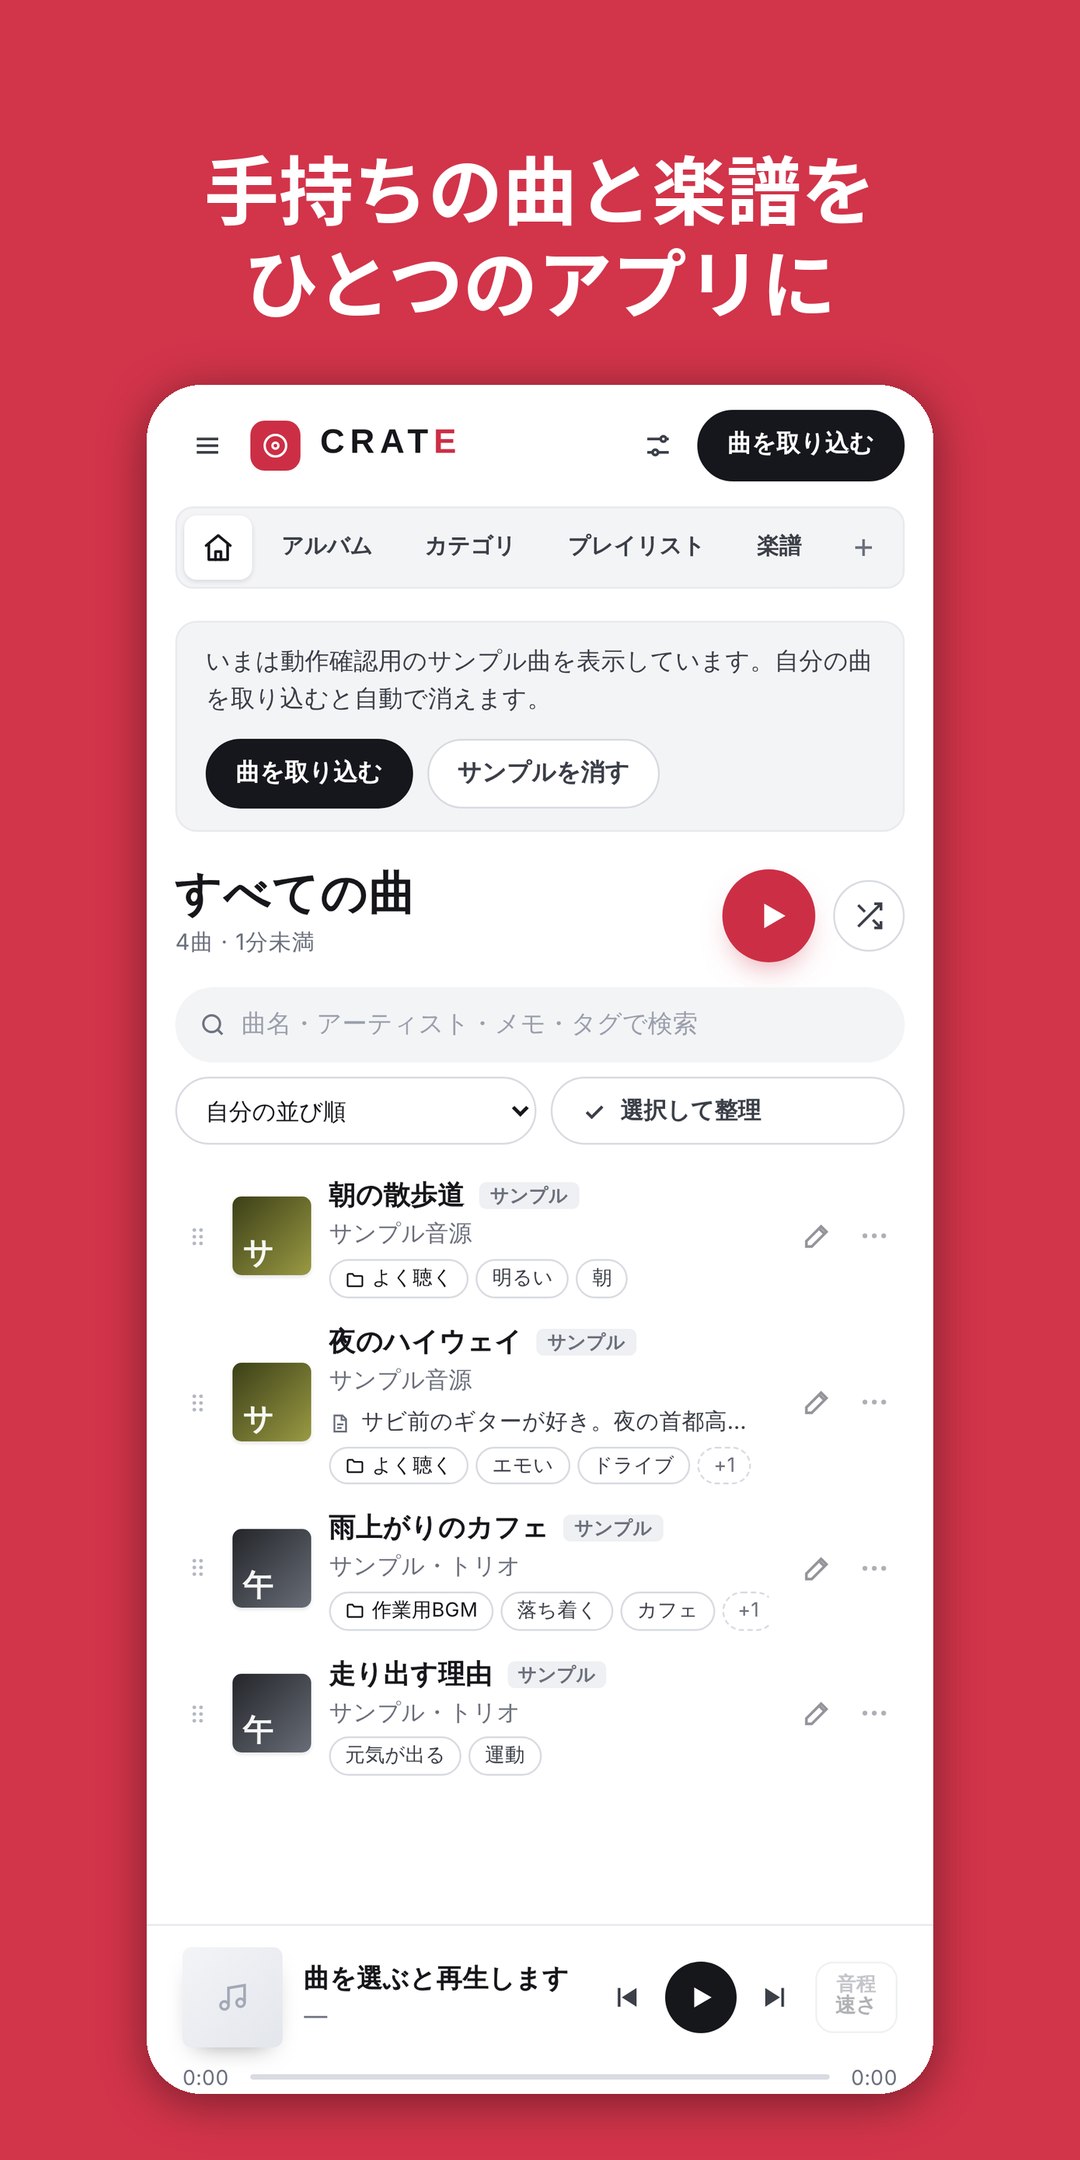 手持ちの曲と楽譜を
ひとつのアプリに
CRATE
曲を取り込む
アルバム カテゴリ プレイリスト 楽譜 +
いまは動作確認用のサンプル曲を表示しています。自分の曲
を取り込むと自動で消えます。
曲を取り込む サンプルを消す
すべての曲
4曲・1分未満
曲名・アーティスト・メモ・タグで検索
自分の並び順 選択して整理
サ
朝の散歩道 サンプル
サンプル音源
よく聴く 明るい 朝
サ
夜のハイウェイ サンプル
サンプル音源
サビ前のギターが好き。夜の首都高...
よく聴く エモい ドライブ +1
午
雨上がりのカフェ サンプル
サンプル・トリオ
作業用BGM 落ち着く カフェ +1
午
走り出す理由 サンプル
サンプル・トリオ
元気が出る 運動
曲を選ぶと再生します
—
音程
速さ
0:00 0:00